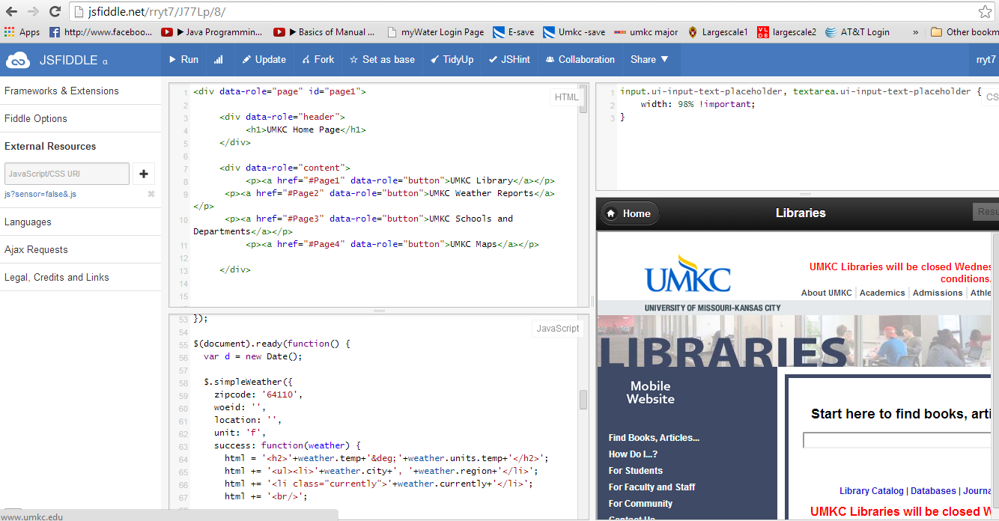 jsfiddle.net/rryt7/J77Lp/8/
Apps http://www.faceboo... ▶ Java Programmin... ▶ Basics of Manual ... myWater Login Page E-save Umkc -save umkc major Largescale1 largescale2 AT&T Login » Other bookm
JSFIDDLE α Run Update Fork Set as base TidyUp JSHint Collaboration Share ▼ rryt7
Frameworks & Extensions
Fiddle Options
External Resources
JavaScript/CSS URI
js?sensor=false&.js
Languages
Ajax Requests
Legal, Credits and Links
HTML
1 <div data-role="page" id="page1">
2
3 <div data-role="header">
4 <h1>UMKC Home Page</h1>
5 </div>
6
7 <div data-role="content">
8 <p><a href="#Page1" data-role="button">UMKC Library</a></p>
9 <p><a href="#Page2" data-role="button">UMKC Weather Reports</a>
</p>
10 <p><a href="#Page3" data-role="button">UMKC Schools and
Departments</a></p>
11 <p><a href="#Page4" data-role="button">UMKC Maps</a></p>
12
13 </div>
14
15
JavaScript
53 });
54
55 $(document).ready(function() {
56 var d = new Date();
57
58 $.simpleWeather({
59 zipcode: '64110',
60 woeid: '',
61 location: '',
62 unit: 'f',
63 success: function(weather) {
64 html = '<h2>'+weather.temp+'&deg;'+weather.units.temp+'</h2>';
65 html += '<ul><li>'+weather.city+', '+weather.region+'</li>';
66 html += '<li class="currently">'+weather.currently+'</li>';
67 html += '<br/>';
www.umkc.edu
CS
1 input.ui-input-text-placeholder, textarea.ui-input-text-placeholder {
2 width: 98% !important;
3 }
Home Libraries Resu
UMKC
UNIVERSITY OF MISSOURI-KANSAS CITY
UMKC Libraries will be closed Wednes
conditions.
About UMKC Academics Admissions Athle
LIBRARIES
Mobile
Website
Find Books, Articles...
How Do I...?
For Students
For Faculty and Staff
For Community
Contact Us
Start here to find books, arti
Library Catalog | Databases | Journa
UMKC Libraries will be closed W